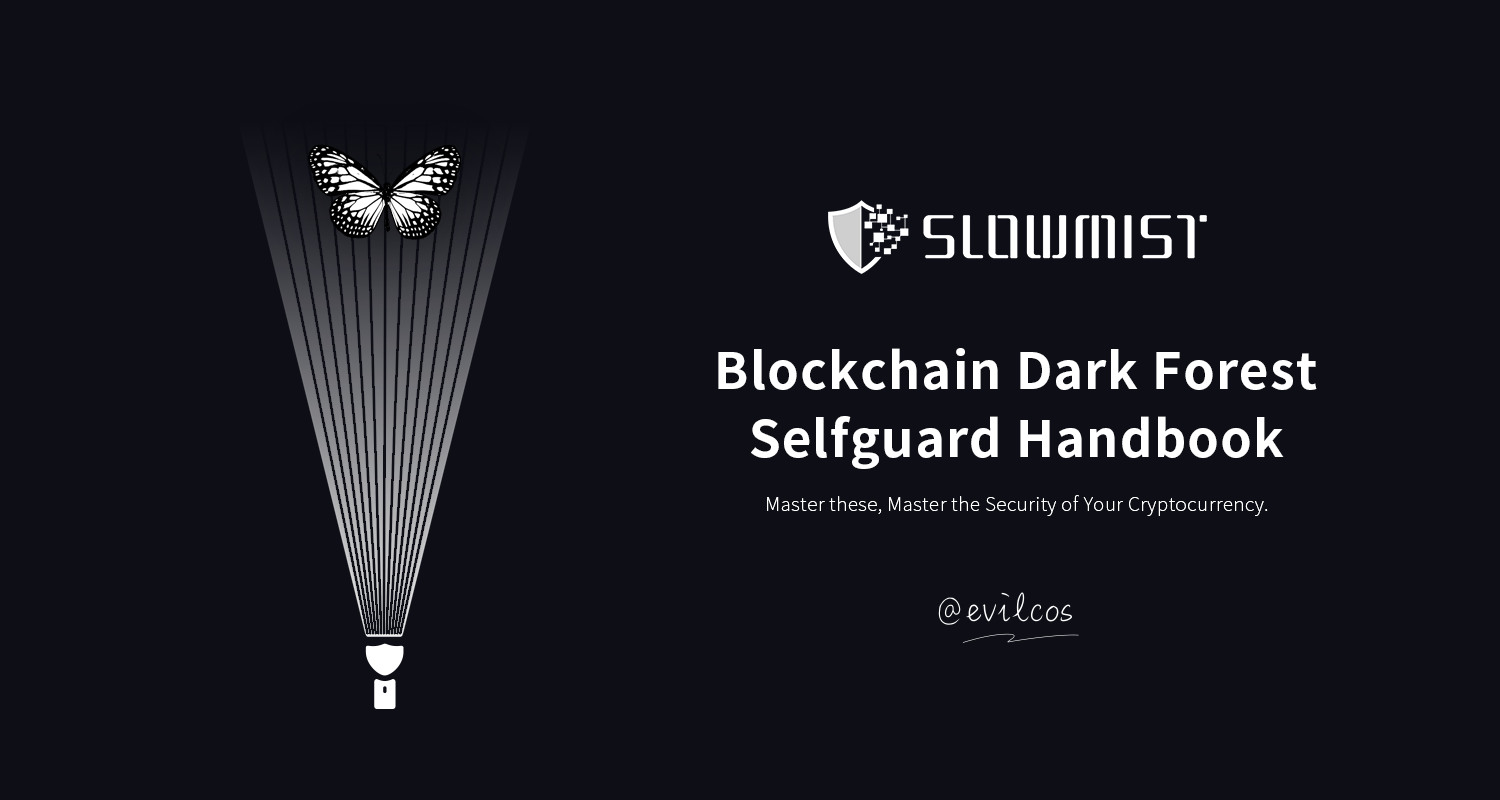 SLOWMIST
Blockchain Dark Forest
Selfguard Handbook
Master these, Master the Security of Your Cryptocurrency.
@evilcos